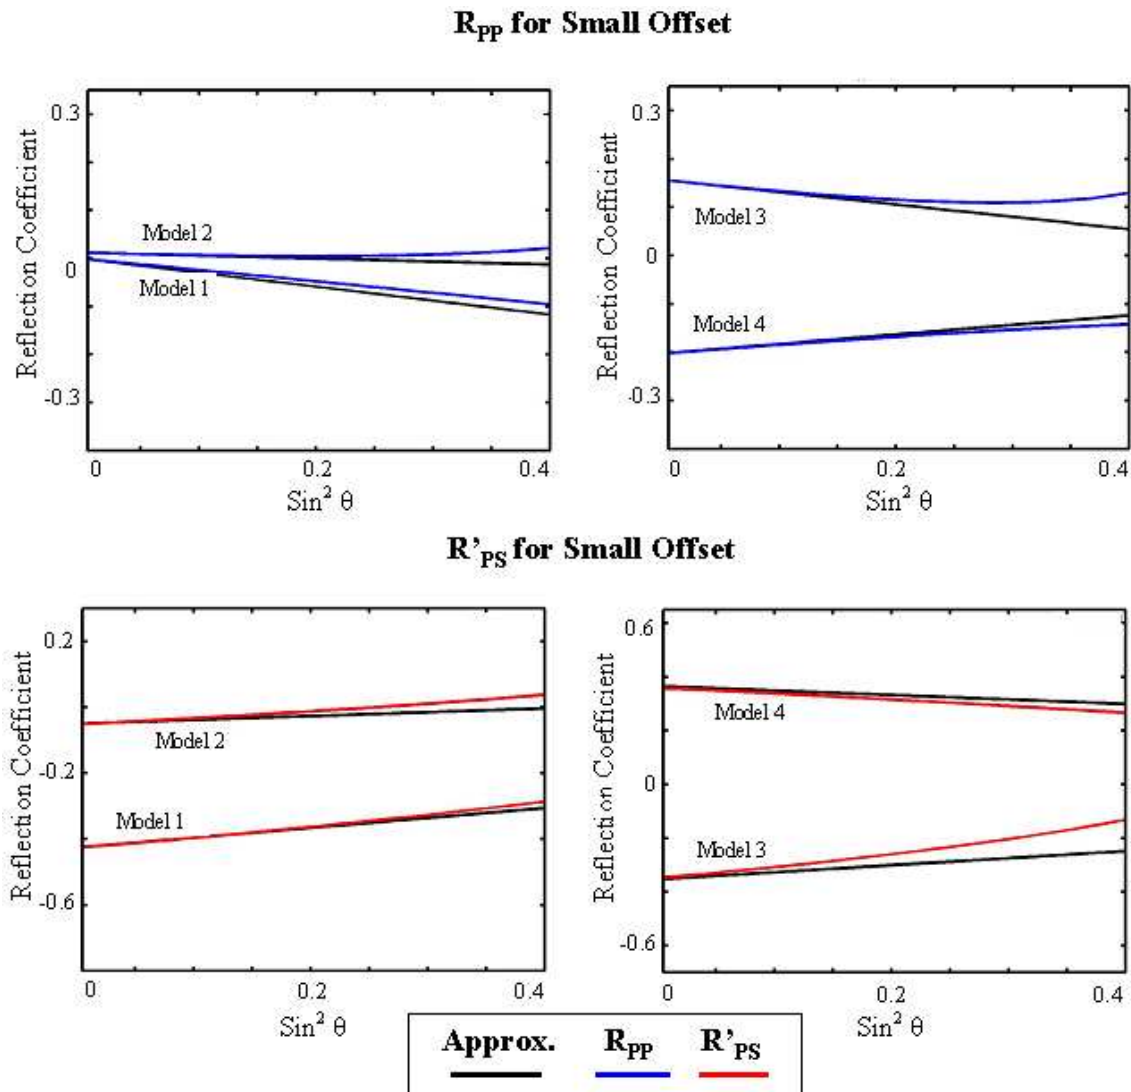 R_PP for Small Offset
Reflection Coefficient
0.3
0
-0.3
Model 2
Model 1
0
0.2
0.4
Sin² θ
Reflection Coefficient
0.3
0
-0.3
Model 3
Model 4
0
0.2
0.4
Sin² θ
R’_PS for Small Offset
Reflection Coefficient
0.2
-0.2
-0.6
Model 2
Model 1
0
0.2
0.4
Sin² θ
Reflection Coefficient
0.6
0
-0.6
Model 4
Model 3
0
0.2
0.4
Sin² θ
Approx. R_PP R’_PS